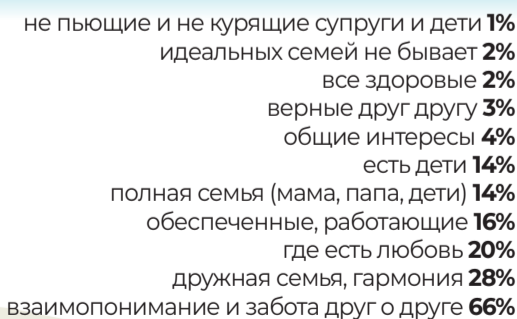 не пьющие и не курящие супруги и дети 1%
идеальных семей не бывает 2%
все здоровые 2%
верные друг другу 3%
общие интересы 4%
есть дети 14%
полная семья (мама, папа, дети) 14%
обеспеченные, работающие 16%
где есть любовь 20%
дружная семья, гармония 28%
взаимопонимание и забота друг о друге 66%